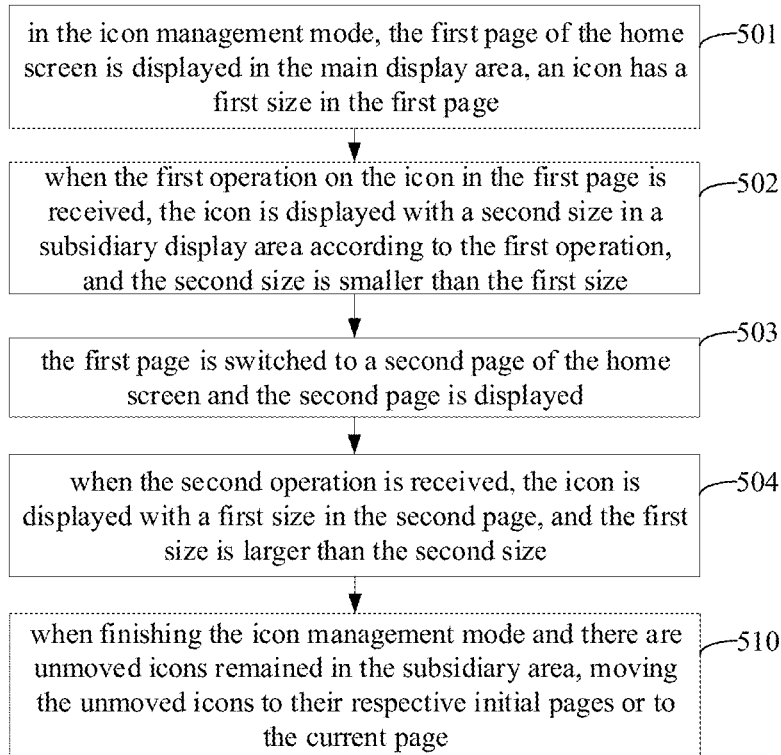 in the icon management mode, the first page of the home
screen is displayed in the main display area, an icon has a
first size in the first page
501
when the first operation on the icon in the first page is
received, the icon is displayed with a second size in a
subsidiary display area according to the first operation,
and the second size is smaller than the first size
502
the first page is switched to a second page of the home
screen and the second page is displayed
503
when the second operation is received, the icon is
displayed with a first size in the second page, and the first
size is larger than the second size
504
when finishing the icon management mode and there are
unmoved icons remained in the subsidiary area, moving
the unmoved icons to their respective initial pages or to
the current page
510